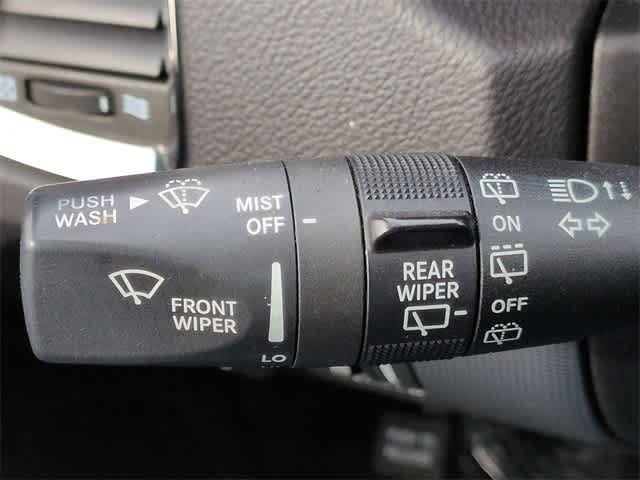 PUSH
WASH
MIST
OFF
FRONT
WIPER
LO
REAR
WIPER
ON
OFF